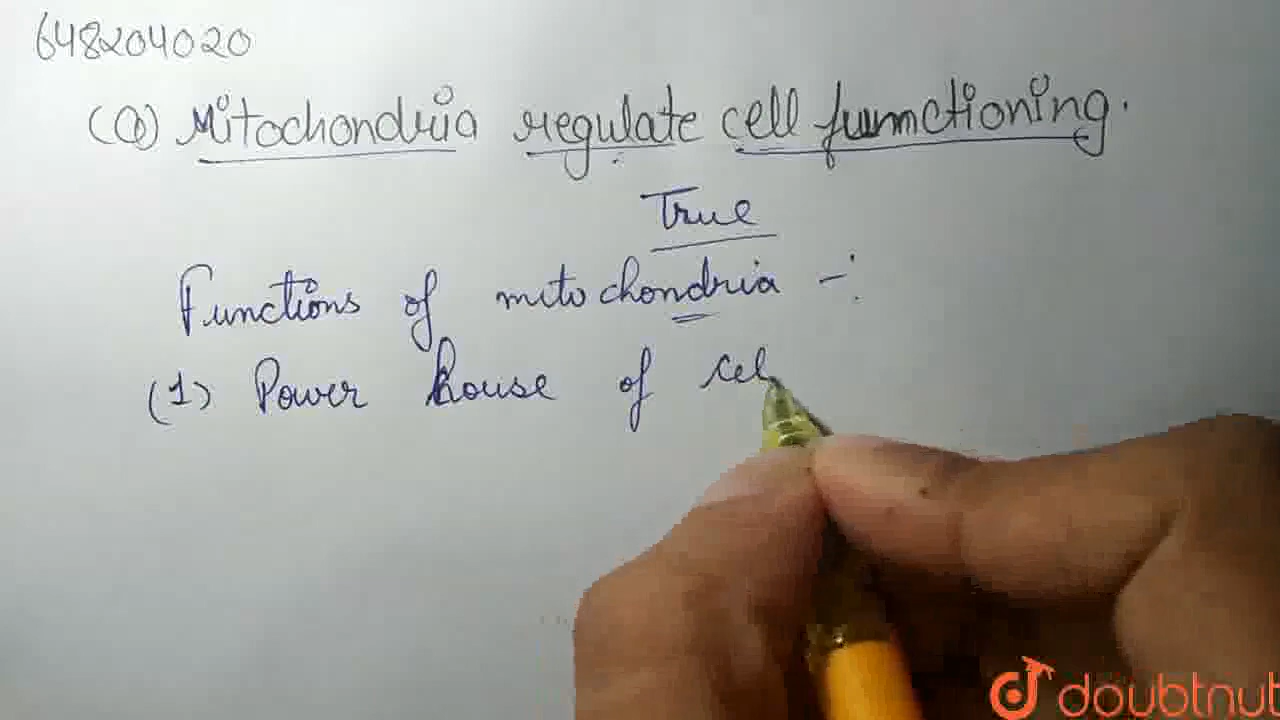 648204020
(Q) Mitochondria regulate cell functioning.
True
Functions of mitochondria -:
(1) Power house of cel
doubtnut